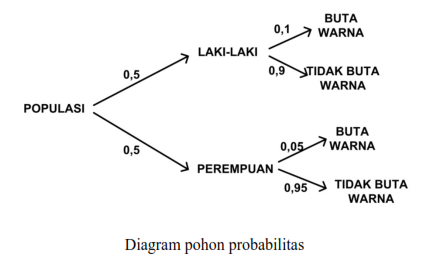 POPULASI
0,5
LAKI-LAKI
0,1
BUTA
WARNA
0,9
TIDAK BUTA
WARNA
0,5
PEREMPUAN
0,05
BUTA
WARNA
0,95
TIDAK BUTA
WARNA
Diagram pohon probabilitas